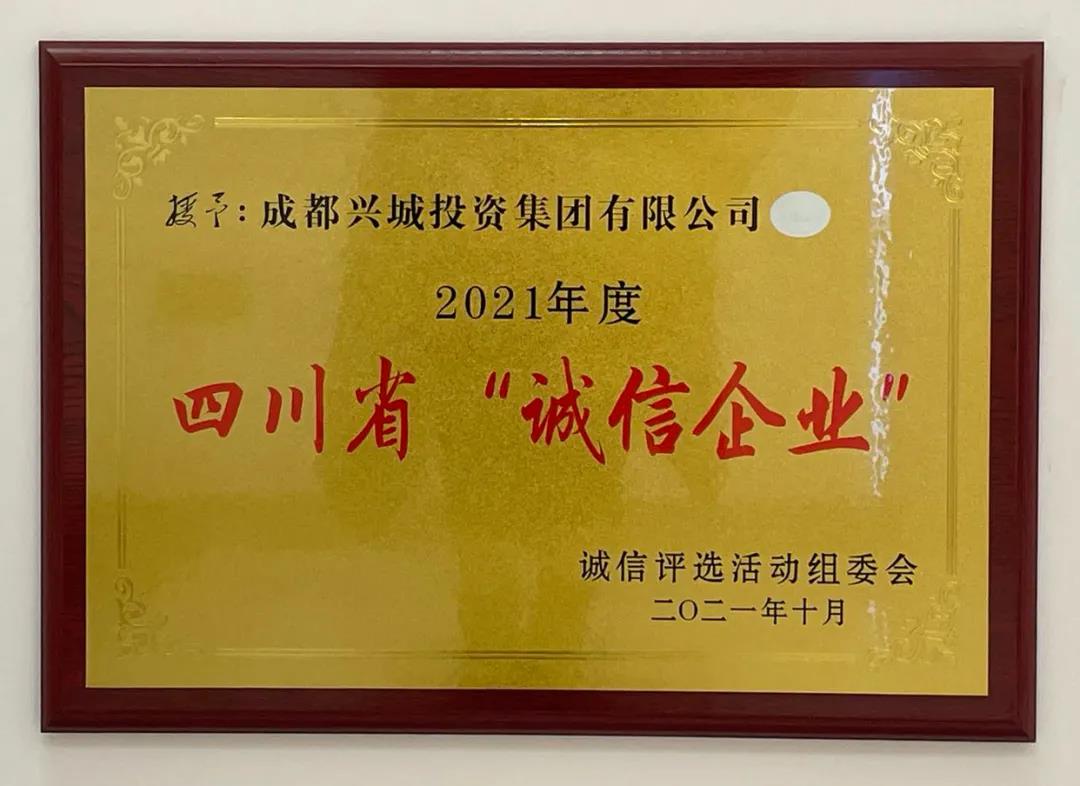 授予：成都兴城投资集团有限公司
2021年度
四川省“诚信企业”
诚信评选活动组委会
二〇二一年十月